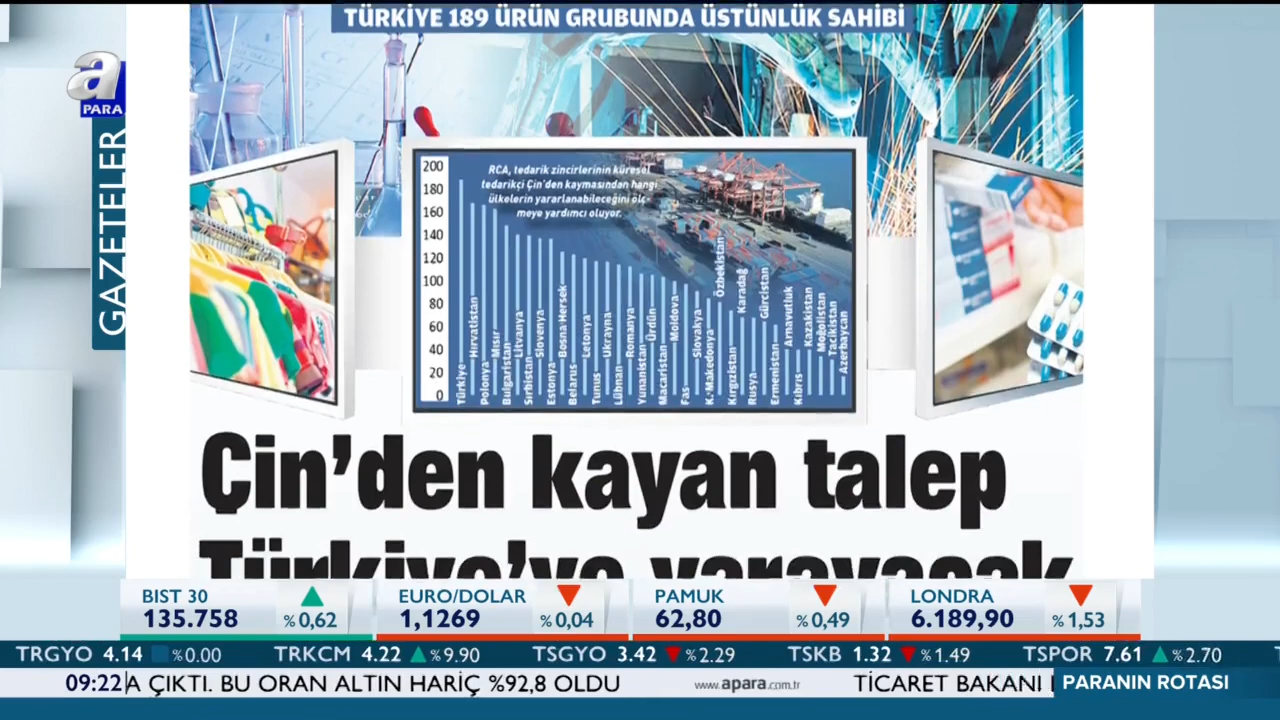 TÜRKİYE 189 ÜRÜN GRUBUNDA ÜSTÜNLÜK SAHİBİ
a
PARA
GAZETELER
RCA, tedarik zincirlerinin küresel
tedarikçi Çin'den kaymasından hangi
ülkelerin yararlanabileceğini ölç-
meye yardımcı oluyor.
200
180
160
140
120
100
80
60
40
20
0
Türkiye
Hırvatistan
Polonya
Mısır
Bulgaristan
Litvanya
Sırbistan
Slovenya
Estonya
Bosna Hersek
Belarus
Letonya
Tunus
Ukrayna
Lübnan
Romanya
Yunanistan
Ürdün
Macaristan
Moldova
Fas
Slovakya
K. Makedonya
Özbekistan
Kırgızistan
Karadağ
Rusya
Gürcistan
Ermenistan
Arnavutluk
Kıbrıs
Kazakistan
Moğolistan
Tacikistan
Azerbaycan
Çin'den kayan talep
Türkiye'ye yarayacak
BIST 30
135.758 %0,62
EURO/DOLAR
1,1269 %0,04
PAMUK
62,80 %0,49
LONDRA
6.189,90 %1,53
TRGYO 4.14 %0.00 TRKCM 4.22 %9.90 TSGYO 3.42 %2.29 TSKB 1.32 %1.49 TSPOR 7.61 %2.70
09:22 A ÇIKTI. BU ORAN ALTIN HARİÇ %92,8 OLDU www.apara.com.tr TİCARET BAKANI PARANIN ROTASI